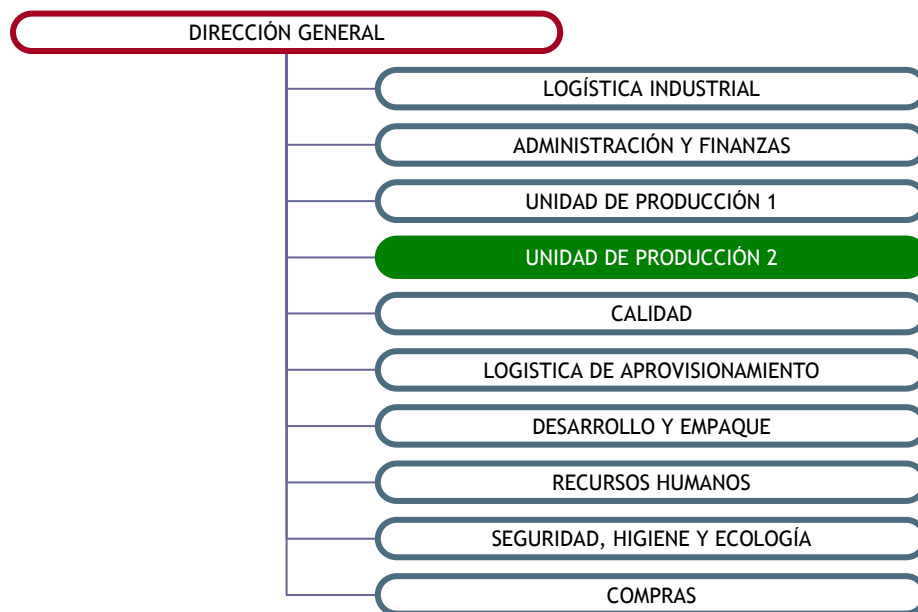 DIRECCIÓN GENERAL
LOGÍSTICA INDUSTRIAL
ADMINISTRACIÓN Y FINANZAS
UNIDAD DE PRODUCCIÓN 1
UNIDAD DE PRODUCCIÓN 2
CALIDAD
LOGISTICA DE APROVISIONAMIENTO
DESARROLLO Y EMPAQUE
RECURSOS HUMANOS
SEGURIDAD, HIGIENE Y ECOLOGÍA
COMPRAS